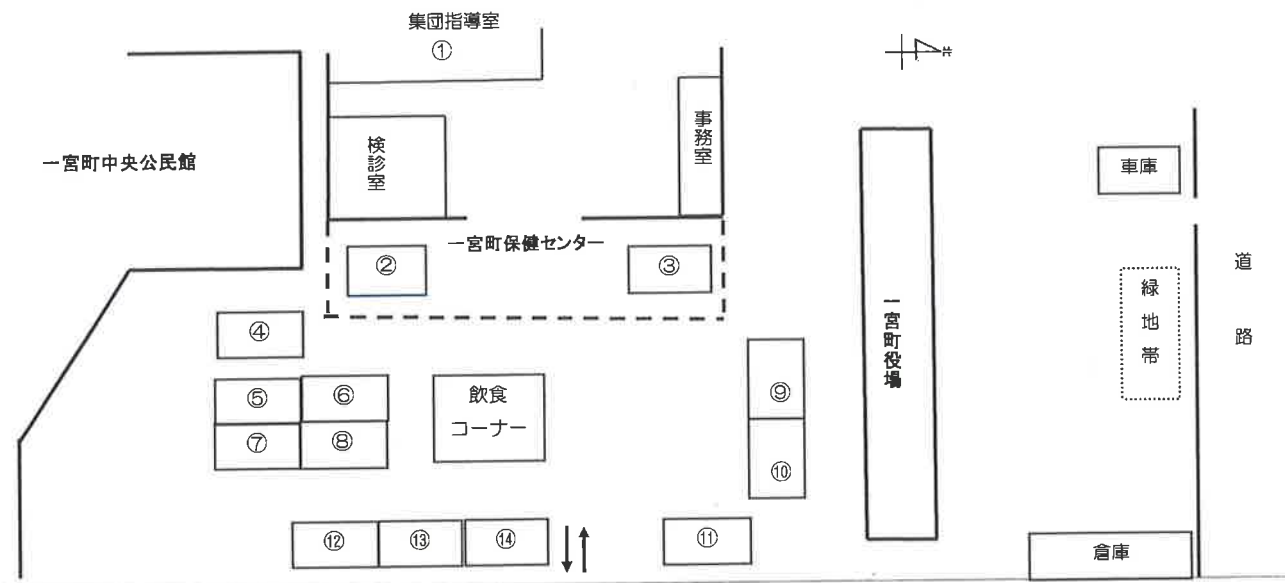 集団指導室
①
北
一宮町中央公民館
検診室
事務室
車庫
一宮町保健センター
②
③
道路
緑地帯
一宮町役場
④
⑤
⑥
飲食
コーナー
⑨
⑦
⑧
⑩
⑫
⑬
⑭
⑪
倉庫